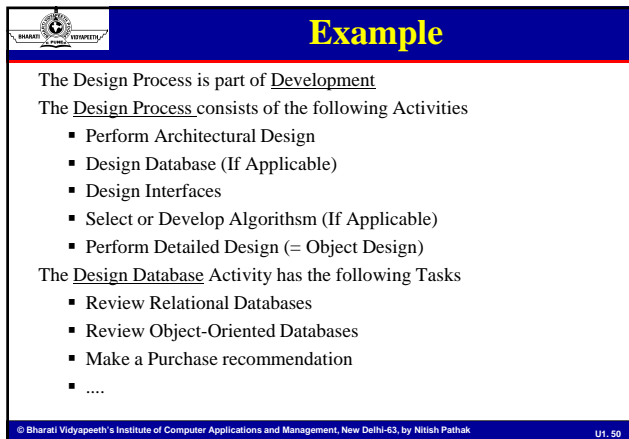 BHARATI VIDYAPEETH
PUNE
Example
The Design Process is part of Development
The Design Process consists of the following Activities
▪ Perform Architectural Design
▪ Design Database (If Applicable)
▪ Design Interfaces
▪ Select or Develop Algorithsm (If Applicable)
▪ Perform Detailed Design (= Object Design)
The Design Database Activity has the following Tasks
▪ Review Relational Databases
▪ Review Object-Oriented Databases
▪ Make a Purchase recommendation
▪ ....
© Bharati Vidyapeeth's Institute of Computer Applications and Management, New Delhi-63, by Nitish Pathak
U1. 50